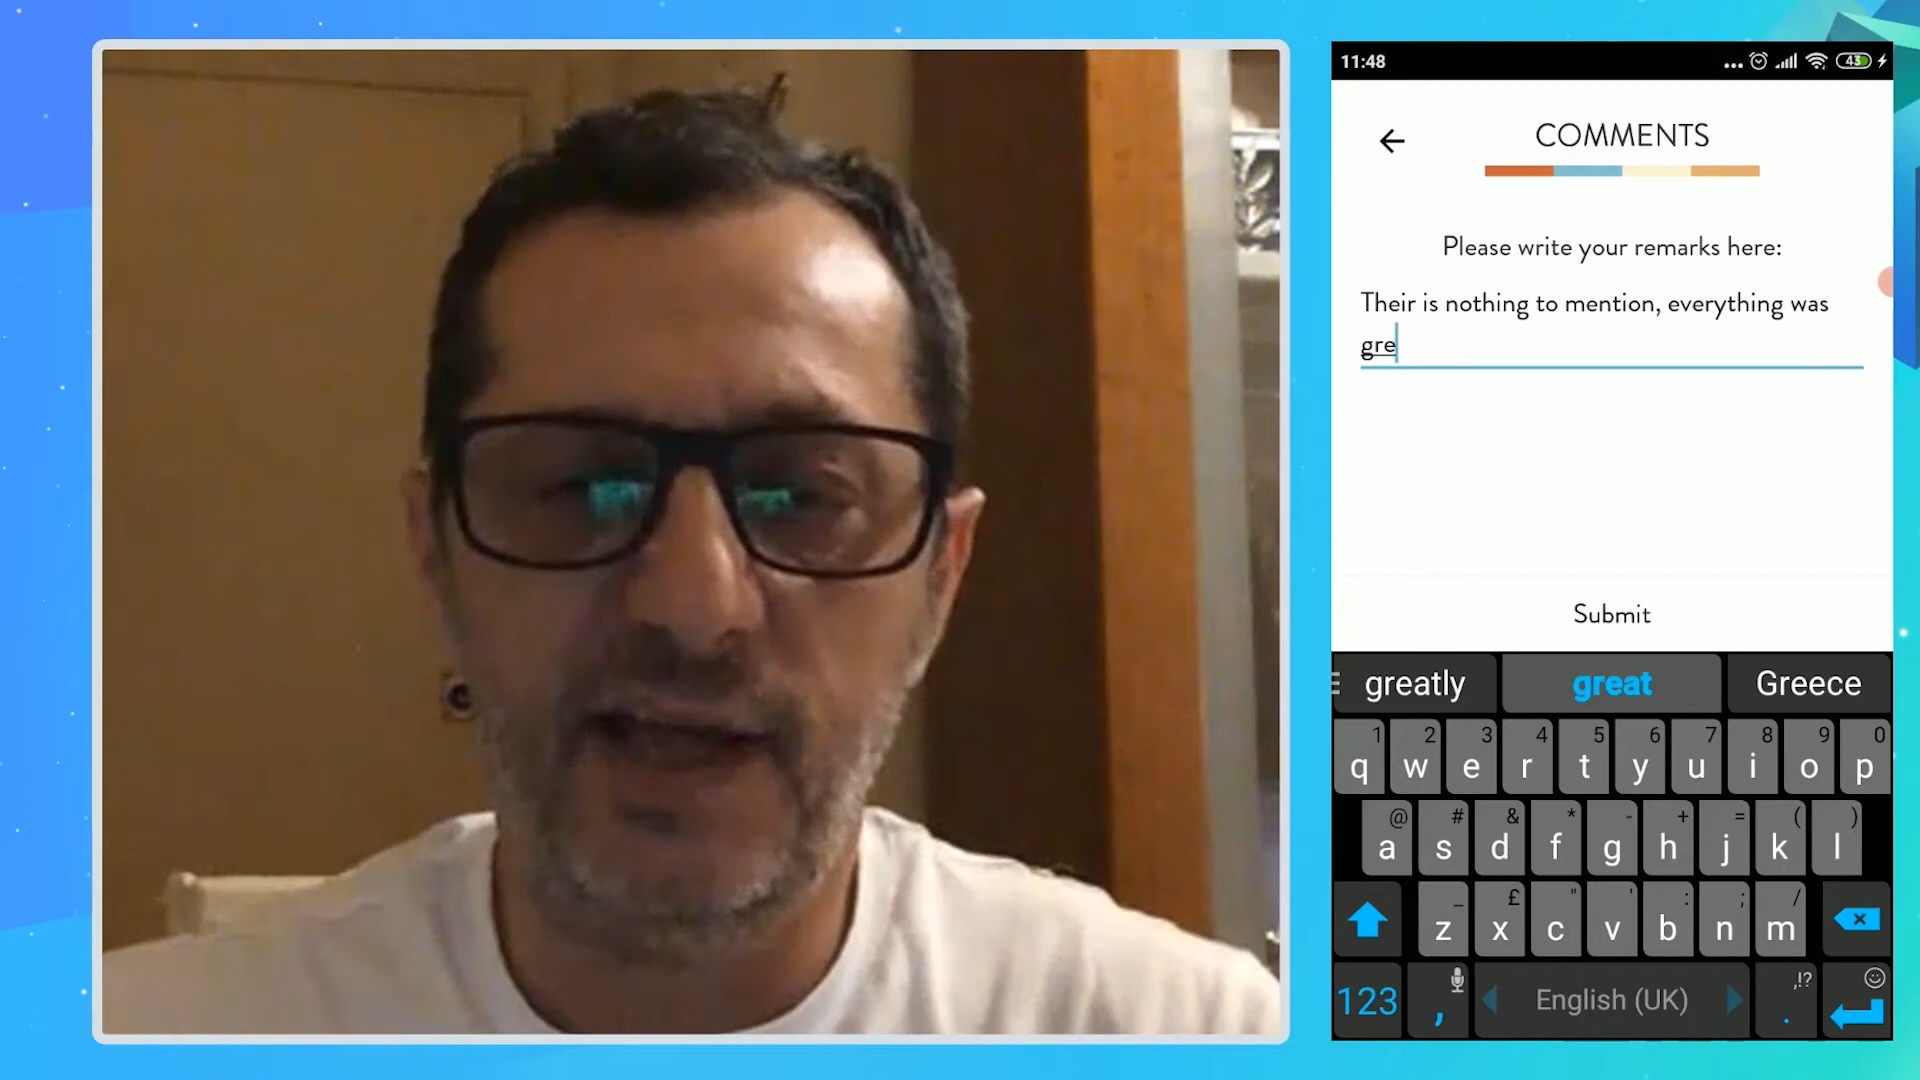 11:48
43
COMMENTS
Please write your remarks here:
Their is nothing to mention, everything was
gre
Submit
greatly great Greece
1 2 3 4 5 6 7 8 9 0
q w e r t y u i o p
@ # & * - + = ( )
a s d f g h j k l
_ £ " ' : ; /
z x c v b n m
,!?
123 , English (UK) .